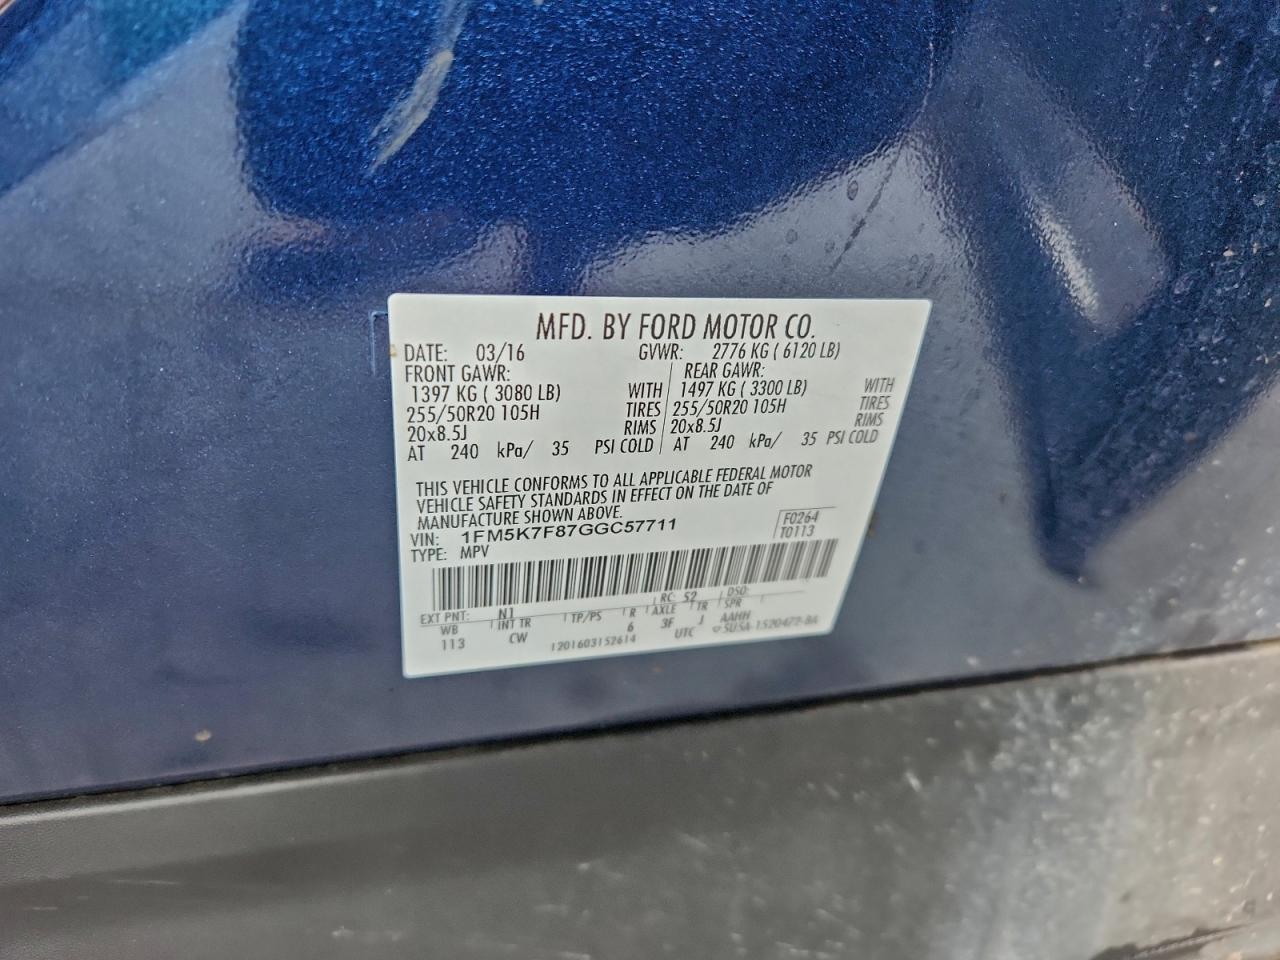 MFD. BY FORD MOTOR CO.
DATE: 03/16 GVWR: 2776 KG ( 6120 LB)
FRONT GAWR: REAR GAWR:
1397 KG ( 3080 LB) WITH 1497 KG ( 3300 LB) WITH
255/50R20 105H TIRES 255/50R20 105H TIRES
20x8.5J RIMS 20x8.5J RIMS
AT 240 kPa/ 35 PSI COLD AT 240 kPa/ 35 PSI COLD
THIS VEHICLE CONFORMS TO ALL APPLICABLE FEDERAL MOTOR
VEHICLE SAFETY STANDARDS IN EFFECT ON THE DATE OF
MANUFACTURE SHOWN ABOVE.
VIN: 1FM5K7F87GGC57711 F0264
TYPE: MPV T0113
EXT PNT: N1 RC: 52 DSO:
WB INT TR TP/PS R AXLE TR SPR
113 CW 6 3F J AAHH
1201603152614 UTC ▽SU5A-1520472-BA